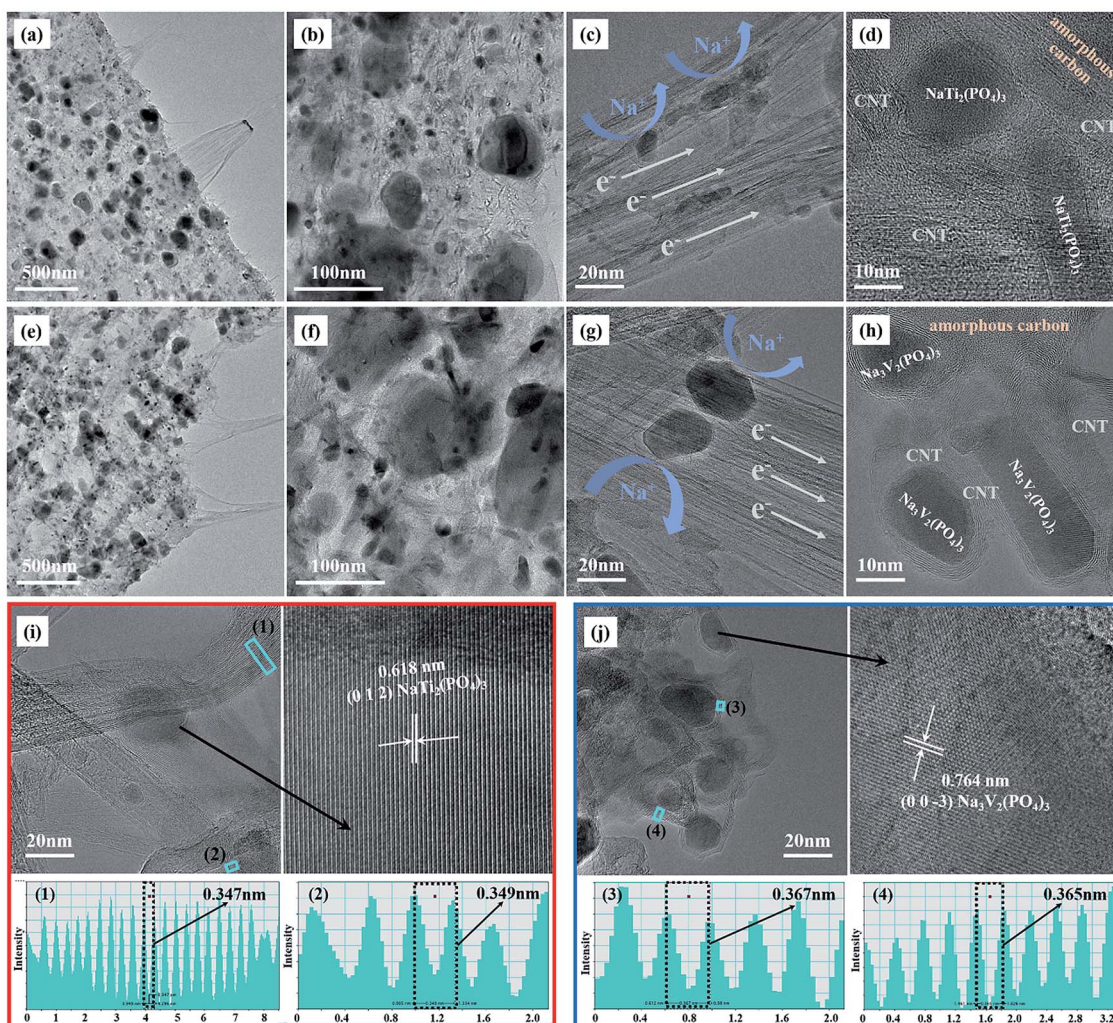 (a)
500nm
(b)
100nm
(c)
Na⁺
Na⁺
e⁻
e⁻
e⁻
20nm
(d)
amorphous
carbon
CNT
NaTi₂(PO₄)₃
CNT
CNT
NaTi₂(PO₄)₃
10nm
(e)
500nm
(f)
100nm
(g)
Na⁺
e⁻
e⁻
e⁻
Na⁺
20nm
(h)
amorphous carbon
Na₃V₂(PO₄)₃
CNT
CNT
CNT
Na₃V₂(PO₄)₃
Na₃V₂(PO₄)₃
10nm
(i)
(1)
(2)
20nm
0.618 nm
(0 1 2) NaTi₂(PO₄)₃
(j)
(3)
(4)
20nm
0.764 nm
(0 0 -3) Na₃V₂(PO₄)₃
(1)
0.347nm
Intensity
0 1 2 3 4 5 6 7 8
(2)
0.349nm
Intensity
0 0.4 0.8 1.2 1.6 2.0
(3)
0.367nm
Intensity
0 0.4 0.8 1.2 1.6 2.0
(4)
0.365nm
Intensity
0 0.4 0.8 1.2 1.6 2.0 2.4 2.8 3.2